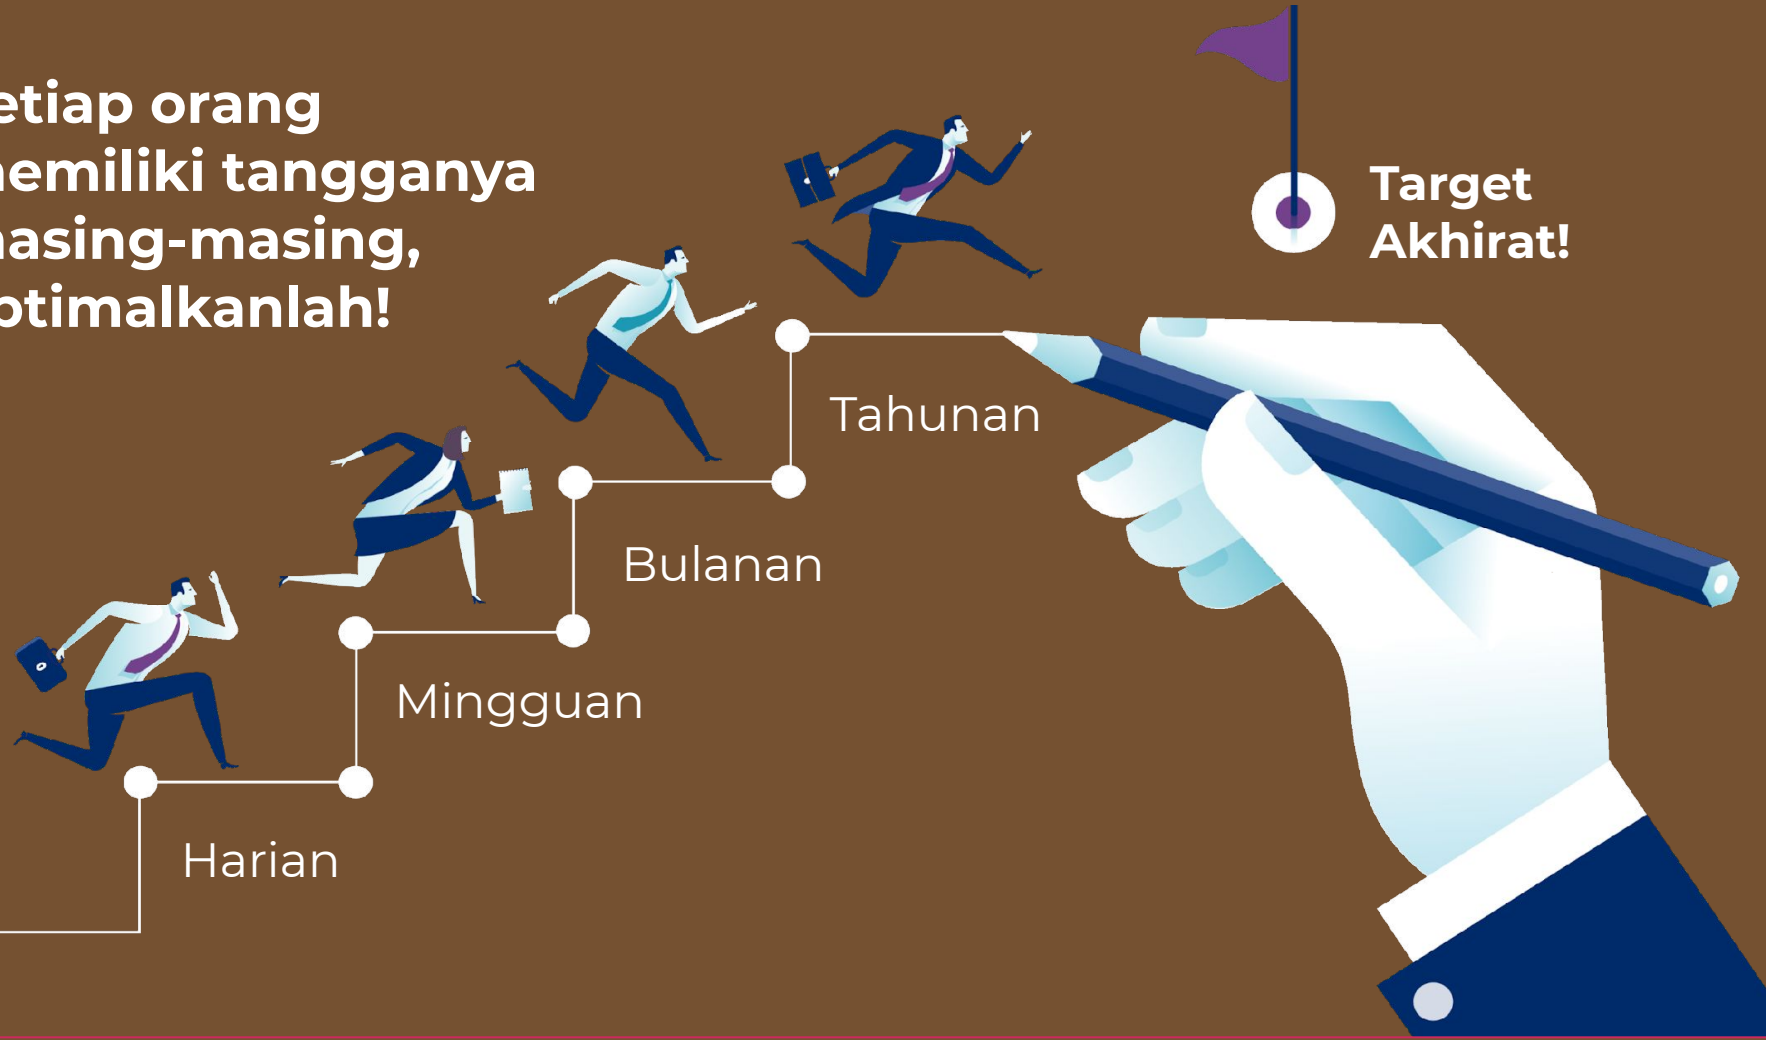 etiap orang
emiliki tangganya
asing-masing,
ptimalkanlah!
Target
Akhirat!
Tahunan
Bulanan
Mingguan
Harian